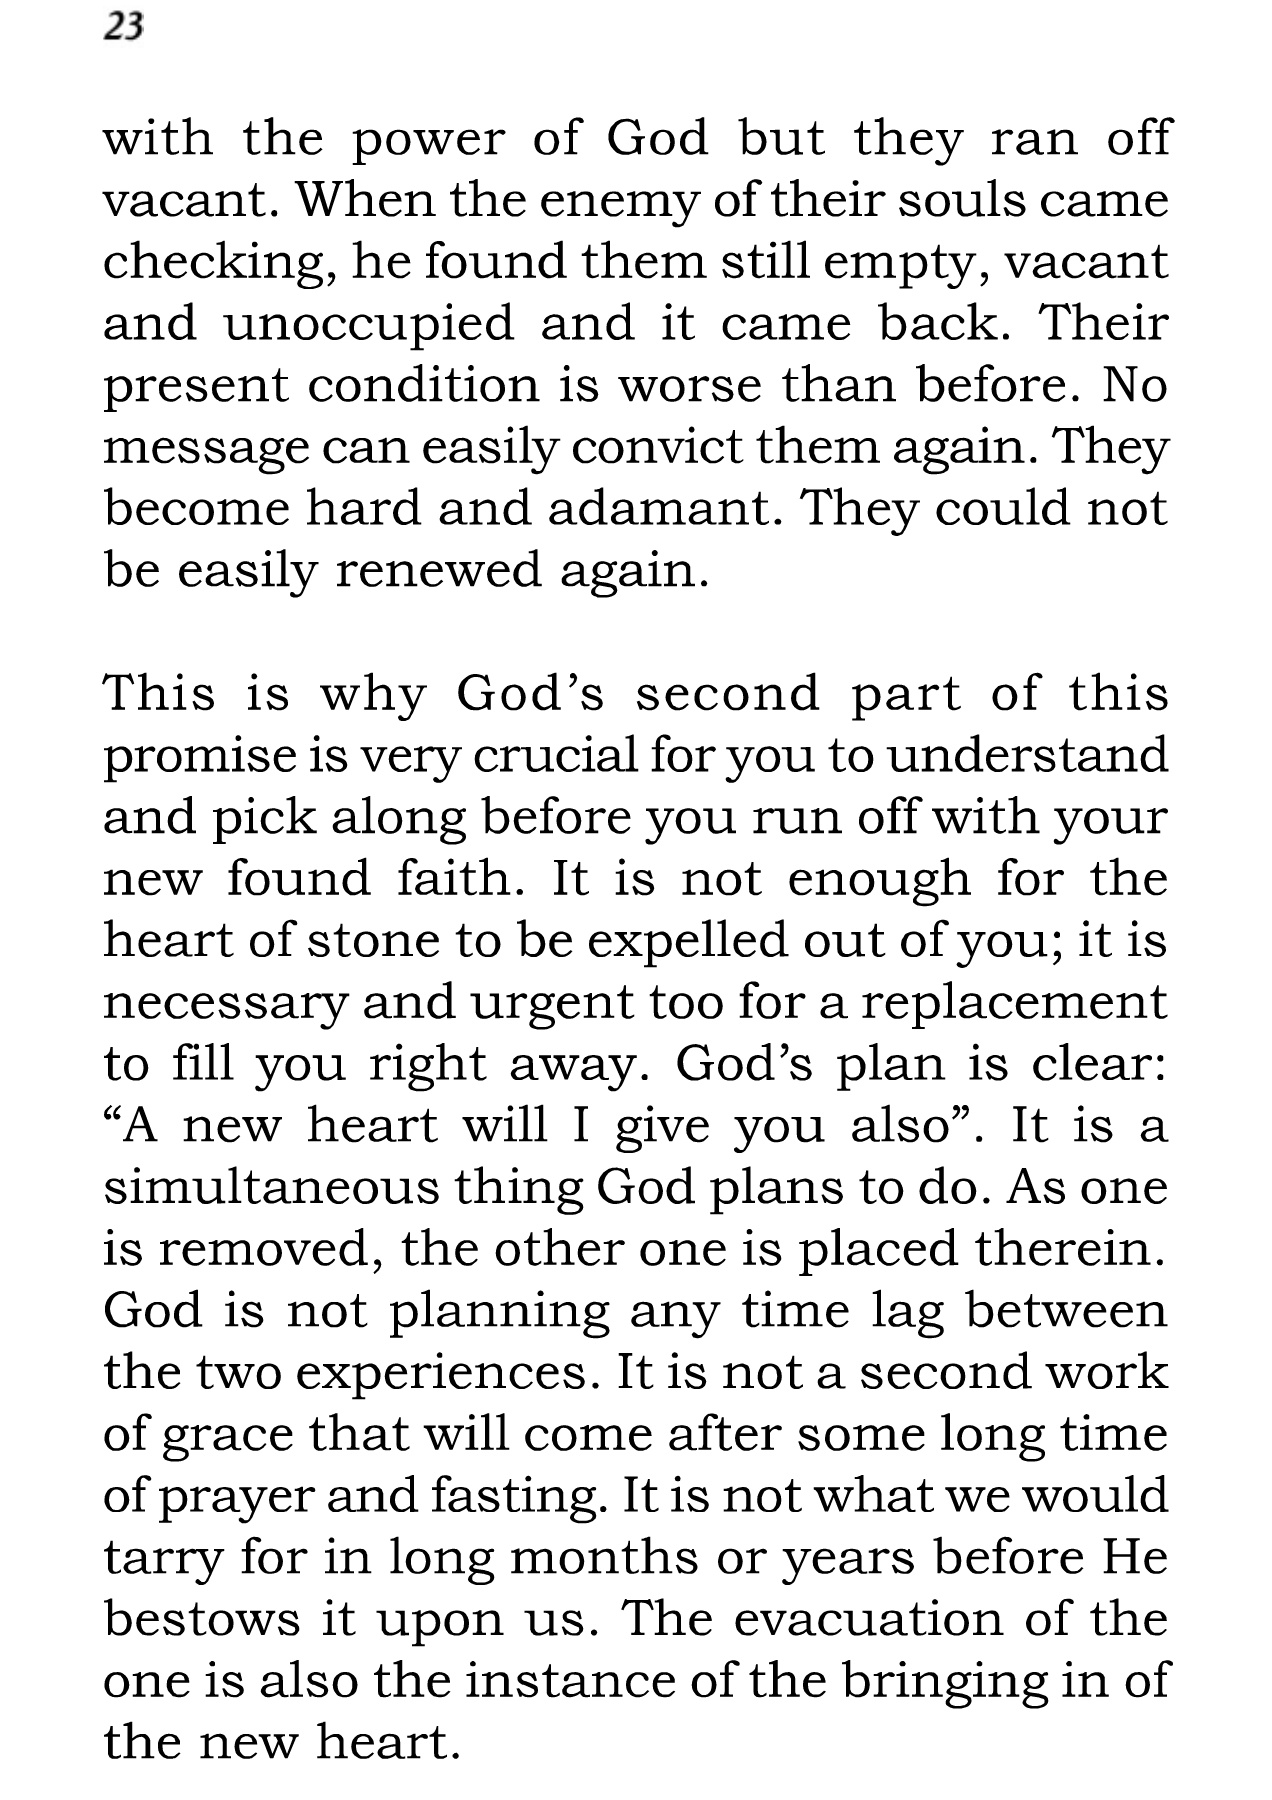 23
with the power of God but they ran off
vacant. When the enemy of their souls came
checking, he found them still empty, vacant
and unoccupied and it came back. Their
present condition is worse than before. No
message can easily convict them again. They
become hard and adamant. They could not
be easily renewed again.
This is why God’s second part of this
promise is very crucial for you to understand
and pick along before you run off with your
new found faith. It is not enough for the
heart of stone to be expelled out of you; it is
necessary and urgent too for a replacement
to fill you right away. God’s plan is clear:
“A new heart will I give you also”. It is a
simultaneous thing God plans to do. As one
is removed, the other one is placed therein.
God is not planning any time lag between
the two experiences. It is not a second work
of grace that will come after some long time
of prayer and fasting. It is not what we would
tarry for in long months or years before He
bestows it upon us. The evacuation of the
one is also the instance of the bringing in of
the new heart.